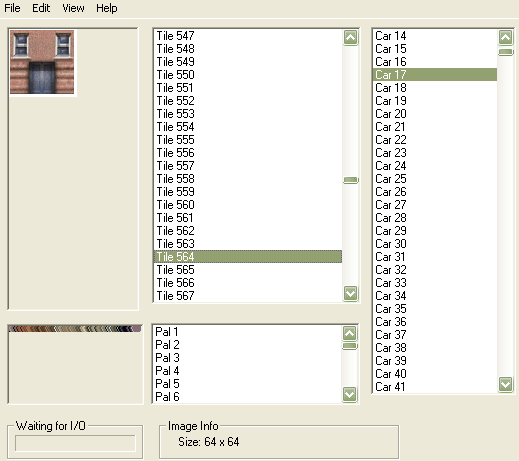 File Edit View Help
Tile 547
Tile 548
Tile 549
Tile 550
Tile 551
Tile 552
Tile 553
Tile 554
Tile 555
Tile 556
Tile 557
Tile 558
Tile 559
Tile 560
Tile 561
Tile 562
Tile 563
Tile 564
Tile 565
Tile 566
Tile 567
Car 14
Car 15
Car 16
Car 17
Car 18
Car 19
Car 20
Car 21
Car 22
Car 23
Car 24
Car 25
Car 26
Car 27
Car 28
Car 29
Car 30
Car 31
Car 32
Car 33
Car 34
Car 35
Car 36
Car 37
Car 38
Car 39
Car 40
Car 41
Pal 1
Pal 2
Pal 3
Pal 4
Pal 5
Pal 6
Waiting for I/O
Image Info
Size: 64 x 64